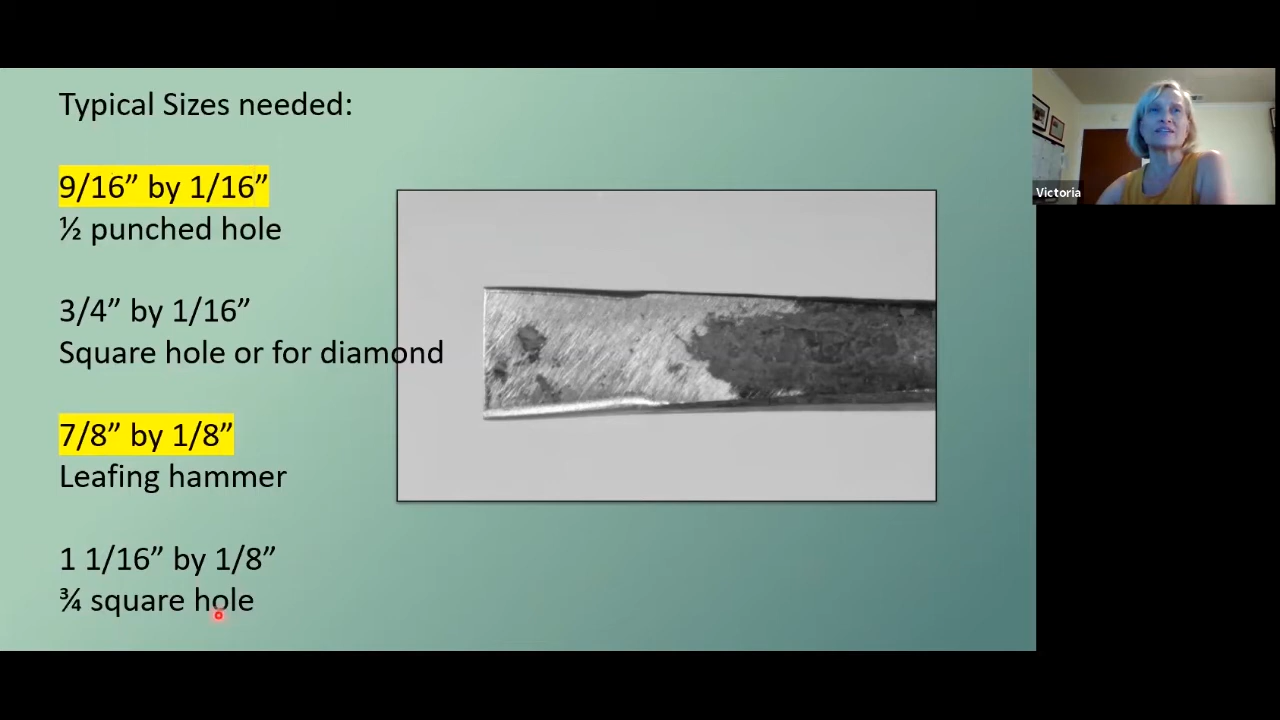 Typical Sizes needed:
9/16” by 1/16”
½ punched hole
3/4” by 1/16”
Square hole or for diamond
7/8” by 1/8”
Leafing hammer
1 1/16” by 1/8”
¾ square hole
Victoria